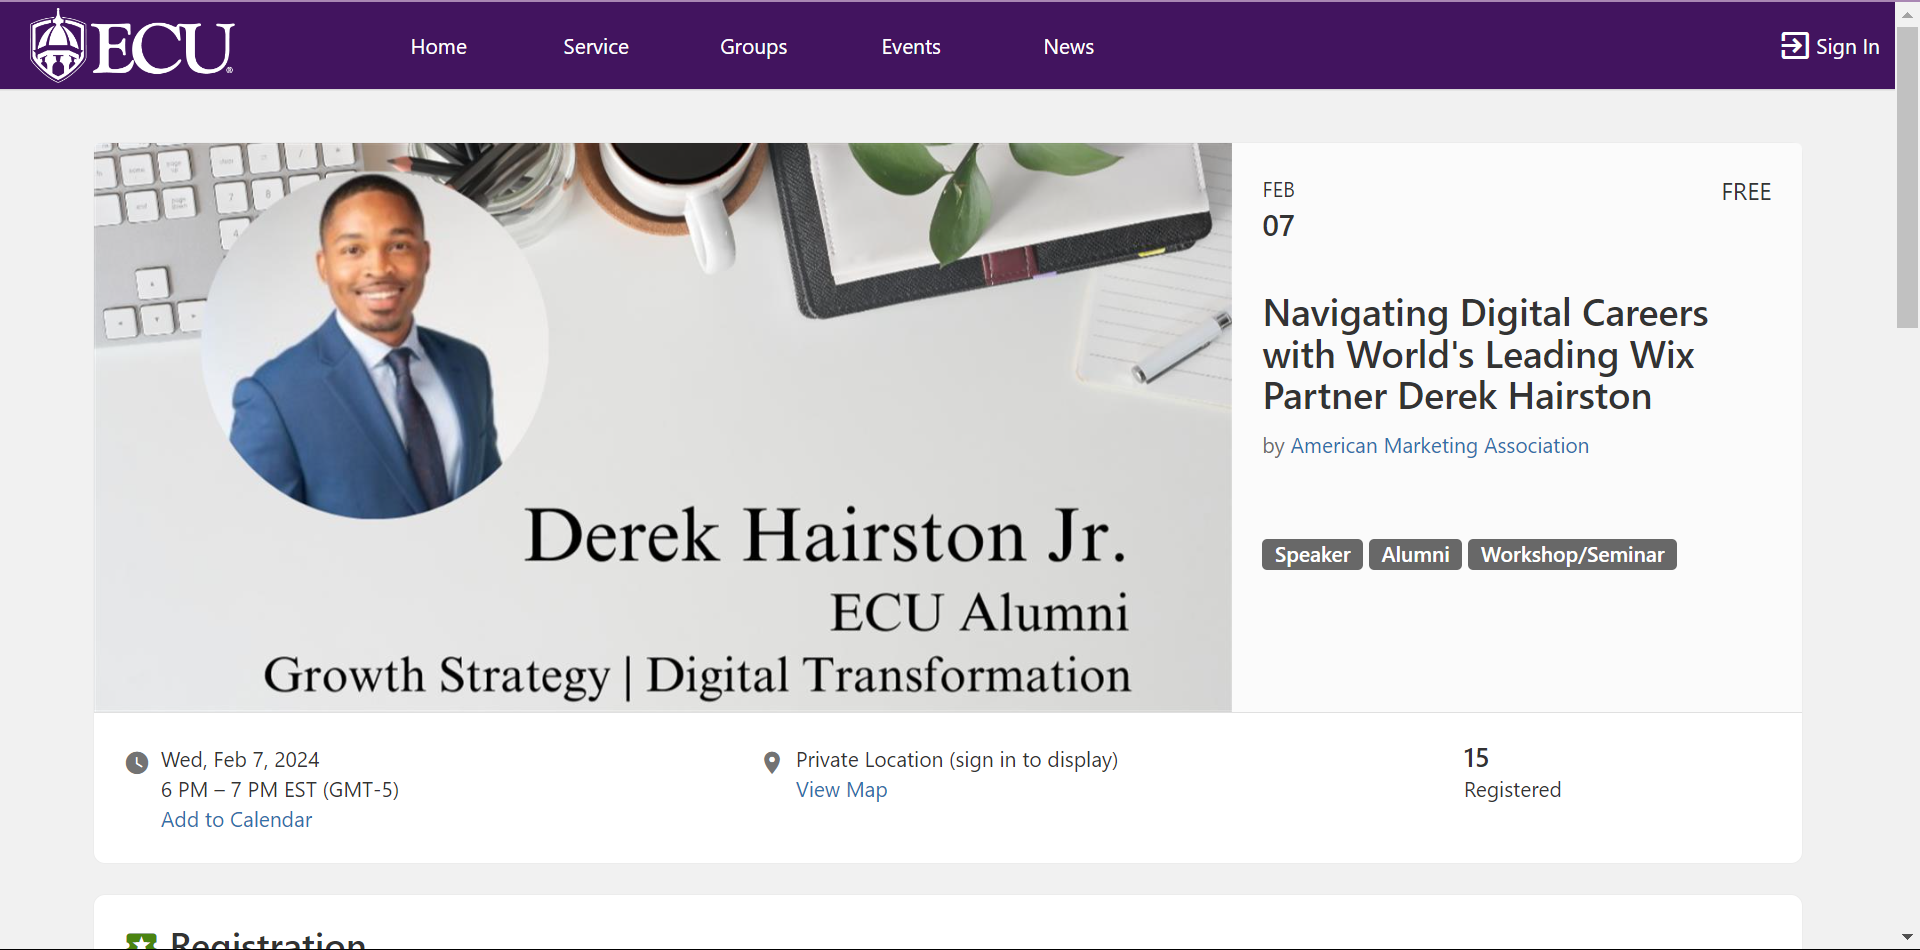 ECU
Home
Service
Groups
Events
News
Sign In
Derek Hairston Jr.
ECU Alumni
Growth Strategy | Digital Transformation
FEB
07
FREE
Navigating Digital Careers
with World's Leading Wix
Partner Derek Hairston
by American Marketing Association
Speaker
Alumni
Workshop/Seminar
Wed, Feb 7, 2024
6 PM – 7 PM EST (GMT-5)
Add to Calendar
Private Location (sign in to display)
View Map
15
Registered
Registration